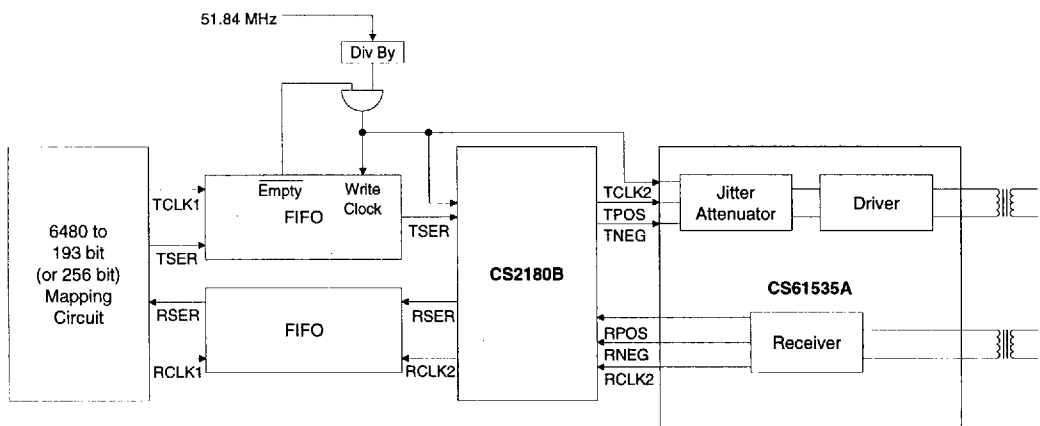 51.84 MHz
Div By
Empty
Write
Clock
FIFO
TCLK1
TSER
TSER
6480 to
193 bit
(or 256 bit)
Mapping
Circuit
CS2180B
TCLK2
TPOS
TNEG
Jitter
Attenuator
Driver
CS61535A
FIFO
RSER
RCLK1
RSER
RCLK2
RPOS
RNEG
RCLK2
Receiver